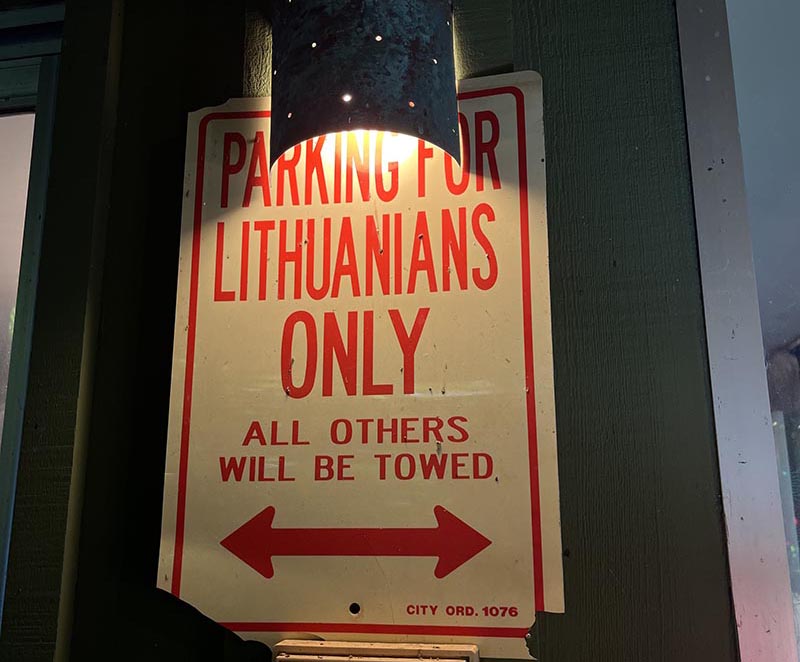 PARKING FOR
LITHUANIANS
ONLY
ALL OTHERS
WILL BE TOWED
CITY ORD. 1076